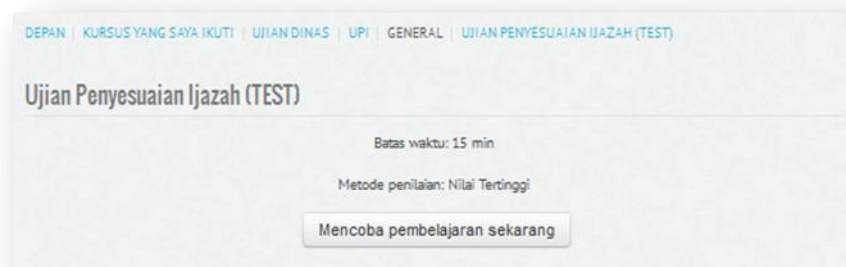 DEPAN | KURSUS YANG SAYA IKUTI | UJIAN DINAS | UPI | GENERAL | UJIAN PENYESUAIAN IJAZAH (TEST)
Ujian Penyesuaian Ijazah (TEST)
Batas waktu: 15 min
Metode penilaian: Nilai Tertinggi
Mencoba pembelajaran sekarang